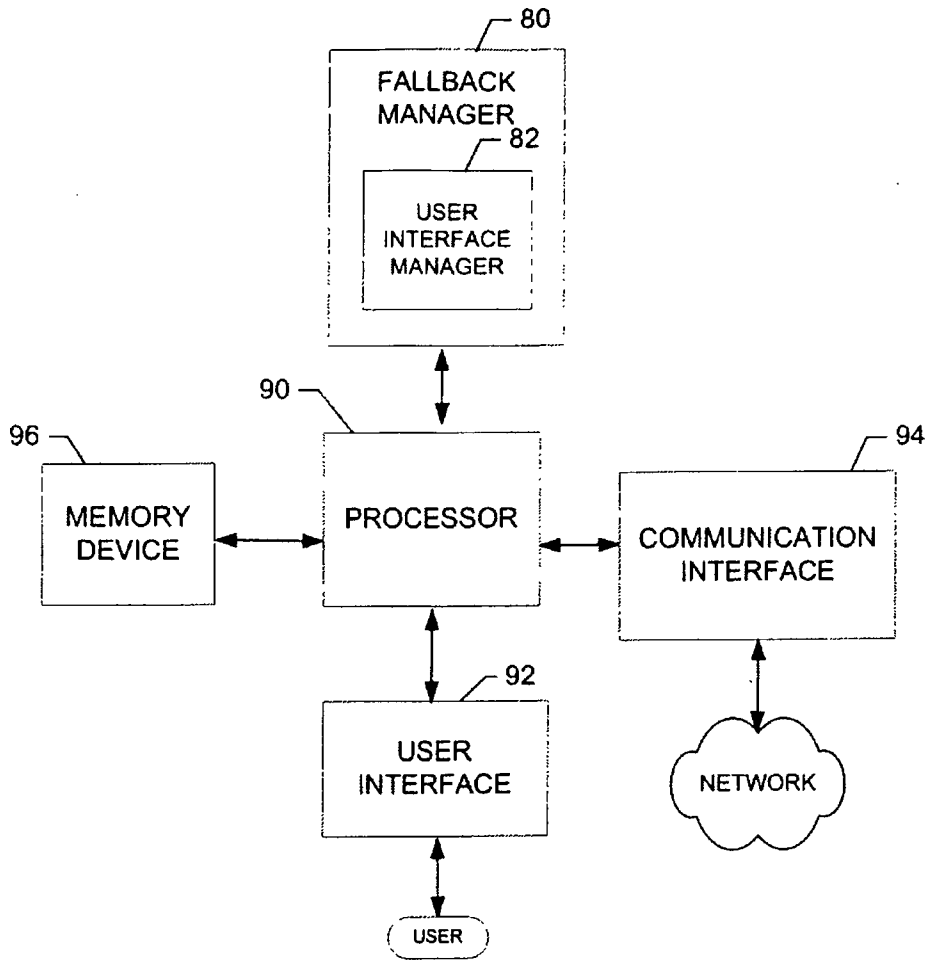 80
FALLBACK
MANAGER
82
USER
INTERFACE
MANAGER
90
PROCESSOR
96
MEMORY
DEVICE
94
COMMUNICATION
INTERFACE
92
USER
INTERFACE
NETWORK
USER